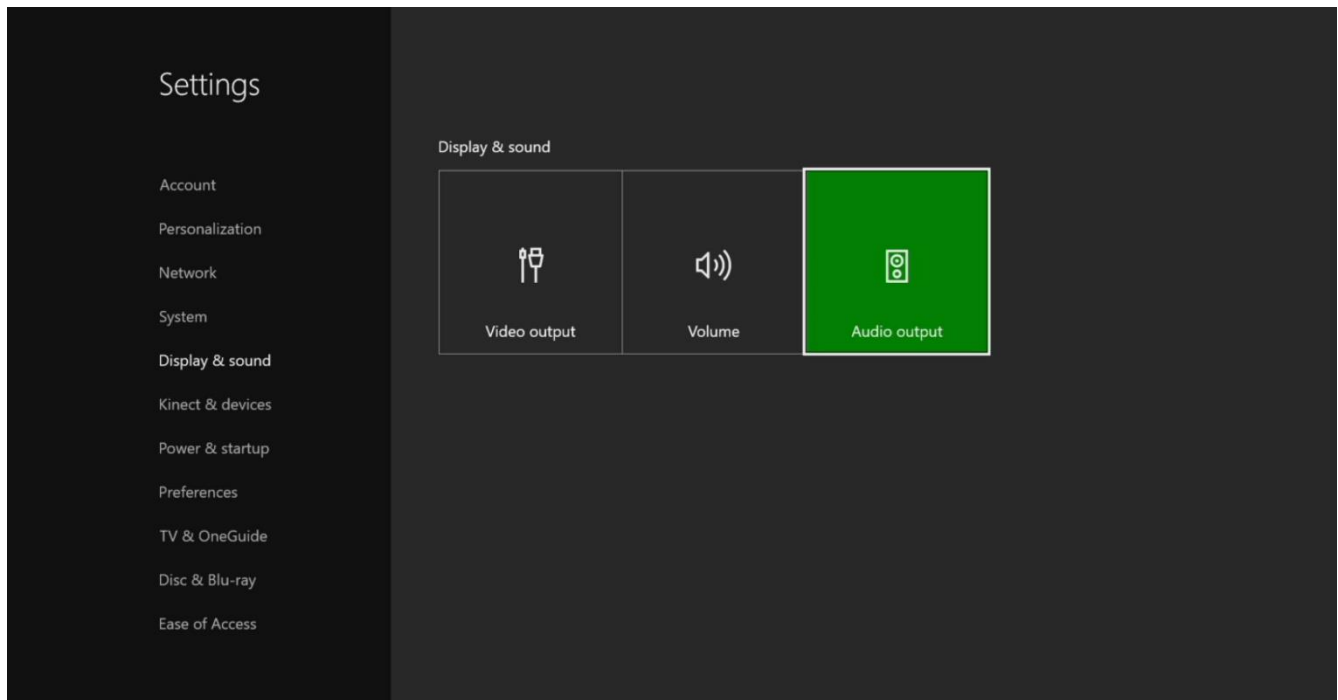 Settings
Account
Personalization
Network
System
Display & sound
Kinect & devices
Power & startup
Preferences
TV & OneGuide
Disc & Blu-ray
Ease of Access
Display & sound
Video output
Volume
Audio output